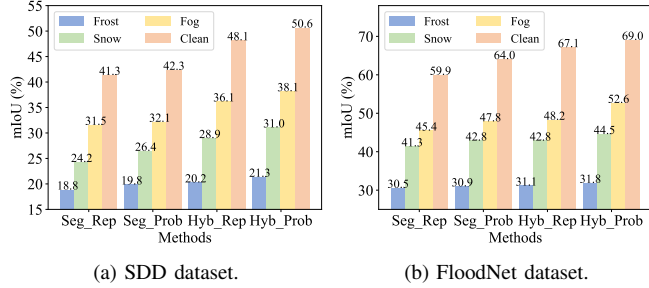 55
50
45
40
35
30
25
20
15
mIoU (%)
Frost
Snow
Fog
Clean
18.8
24.2
31.5
41.3
19.8
26.4
32.1
42.3
20.2
28.9
36.1
48.1
21.3
31.0
38.1
50.6
Seg_Rep Seg_Prob Hyb_Rep Hyb_Prob
Methods
(a) SDD dataset.
70
60
50
40
30
mIoU (%)
Frost
Snow
Fog
Clean
30.5
41.3
45.4
59.9
30.9
42.8
47.8
64.0
31.1
42.8
48.2
67.1
31.8
44.5
52.6
69.0
Seg_Rep Seg_Prob Hyb_Rep Hyb_Prob
Methods
(b) FloodNet dataset.